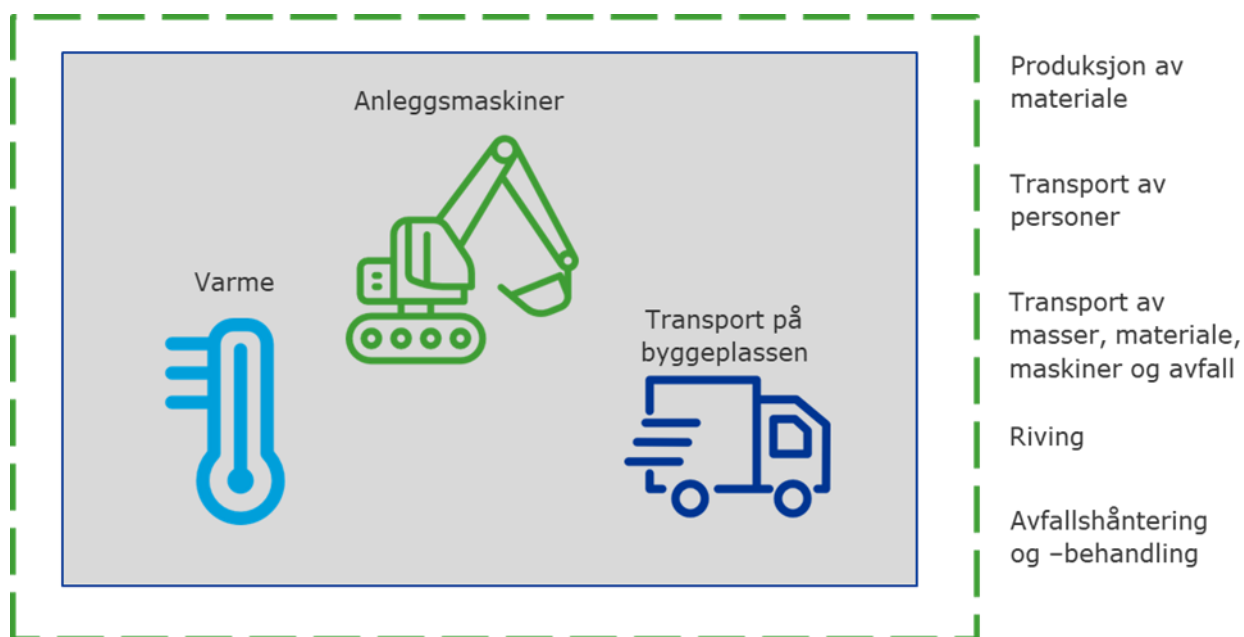 Anleggsmaskiner
Varme
Transport på
byggeplassen
Produksjon av
materiale
Transport av
personer
Transport av
masser, materiale,
maskiner og avfall
Riving
Avfallshåntering
og –behandling